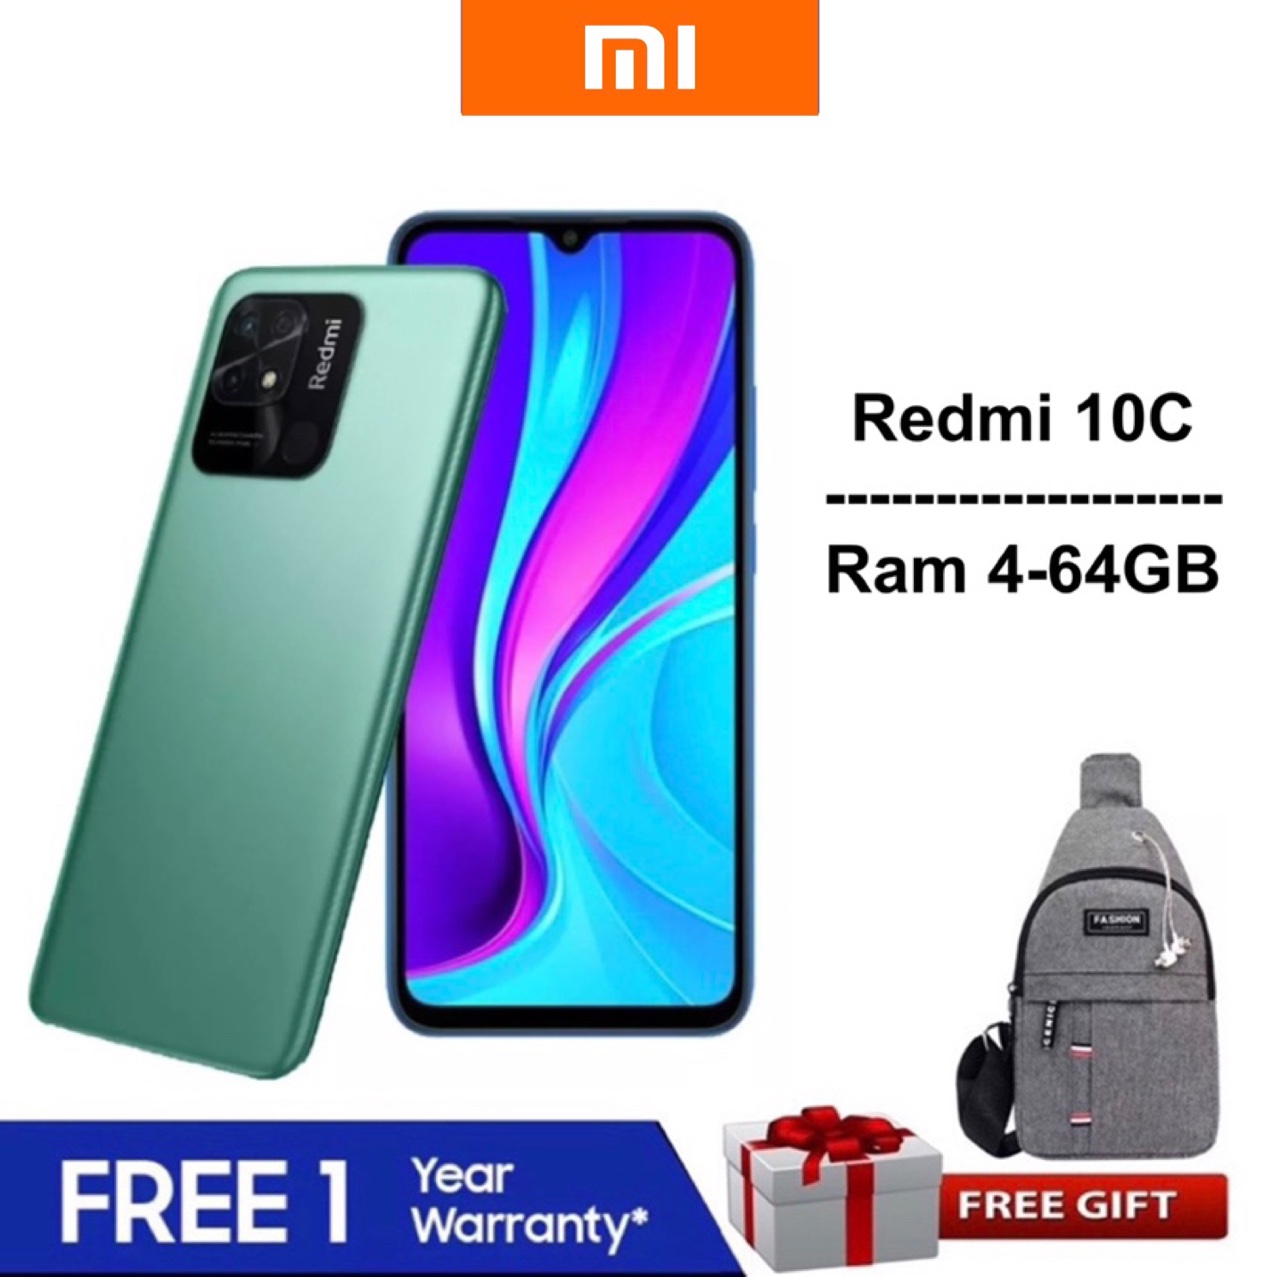 mi
Redmi
Redmi 10C
------------------
Ram 4-64GB
FASHION
FREE 1 Year
Warranty*
FREE GIFT